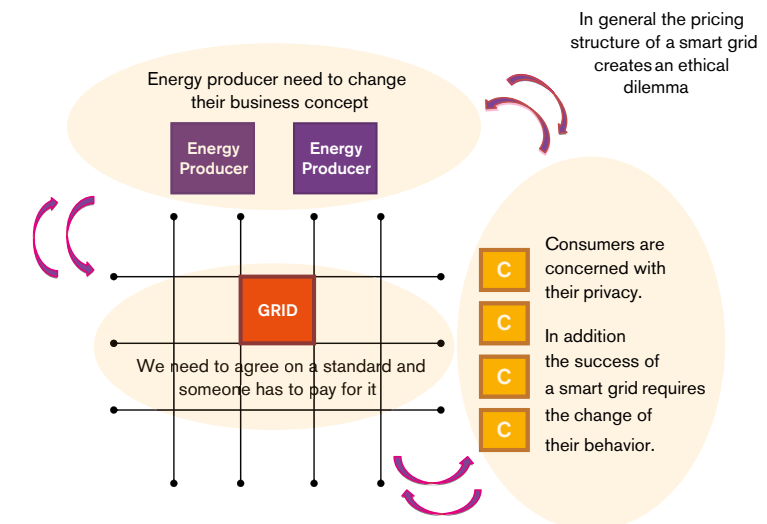 In general the pricing
structure of a smart grid
creates an ethical
dilemma
Energy producer need to change
their business concept
Energy
Producer
Energy
Producer
GRID
We need to agree on a standard and
someone has to pay for it
C
C
C
C
Consumers are
concerned with
their privacy.
In addition
the success of
a smart grid requires
the change of
their behavior.